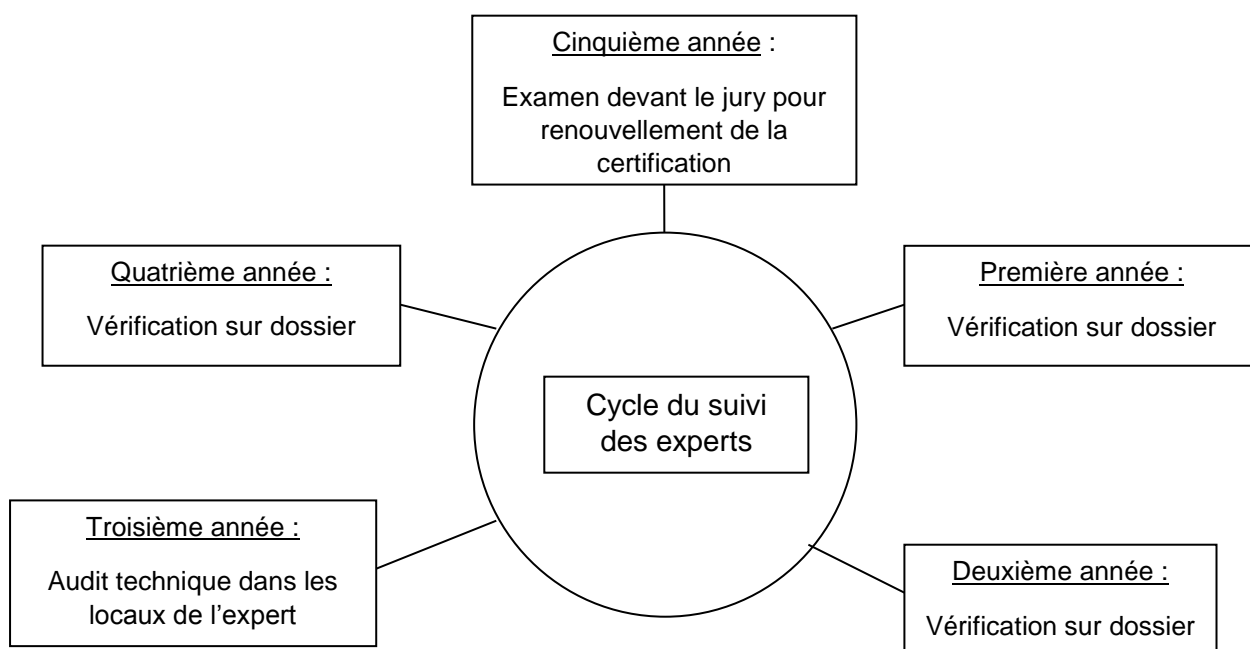 Cinquième année :
Examen devant le jury pour
renouvellement de la
certification
Quatrième année :
Vérification sur dossier
Première année :
Vérification sur dossier
Cycle du suivi
des experts
Troisième année :
Audit technique dans les
locaux de l’expert
Deuxième année :
Vérification sur dossier